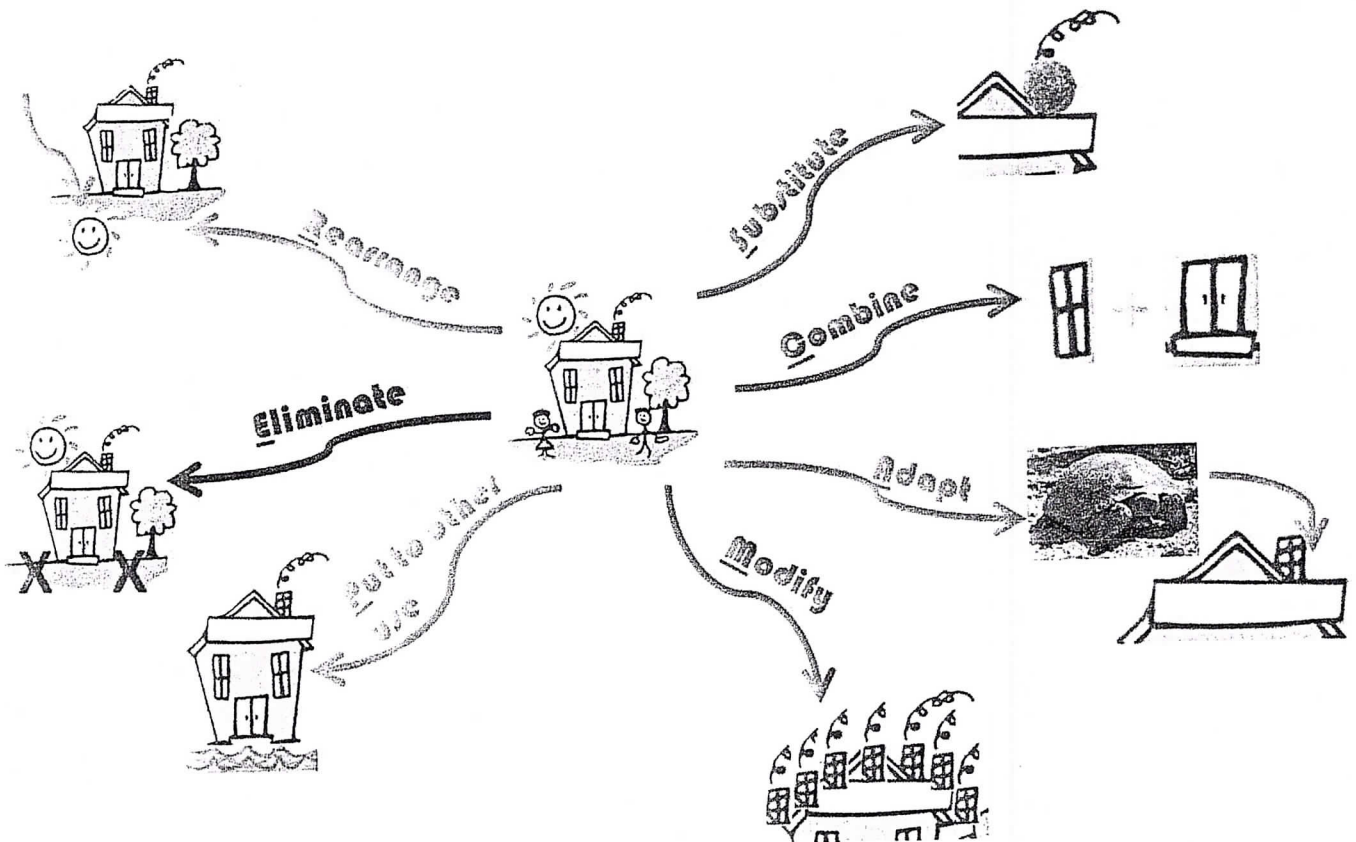 Substitute
Combine
Adapt
Modify
Put to other
use
Eliminate
Rearrange